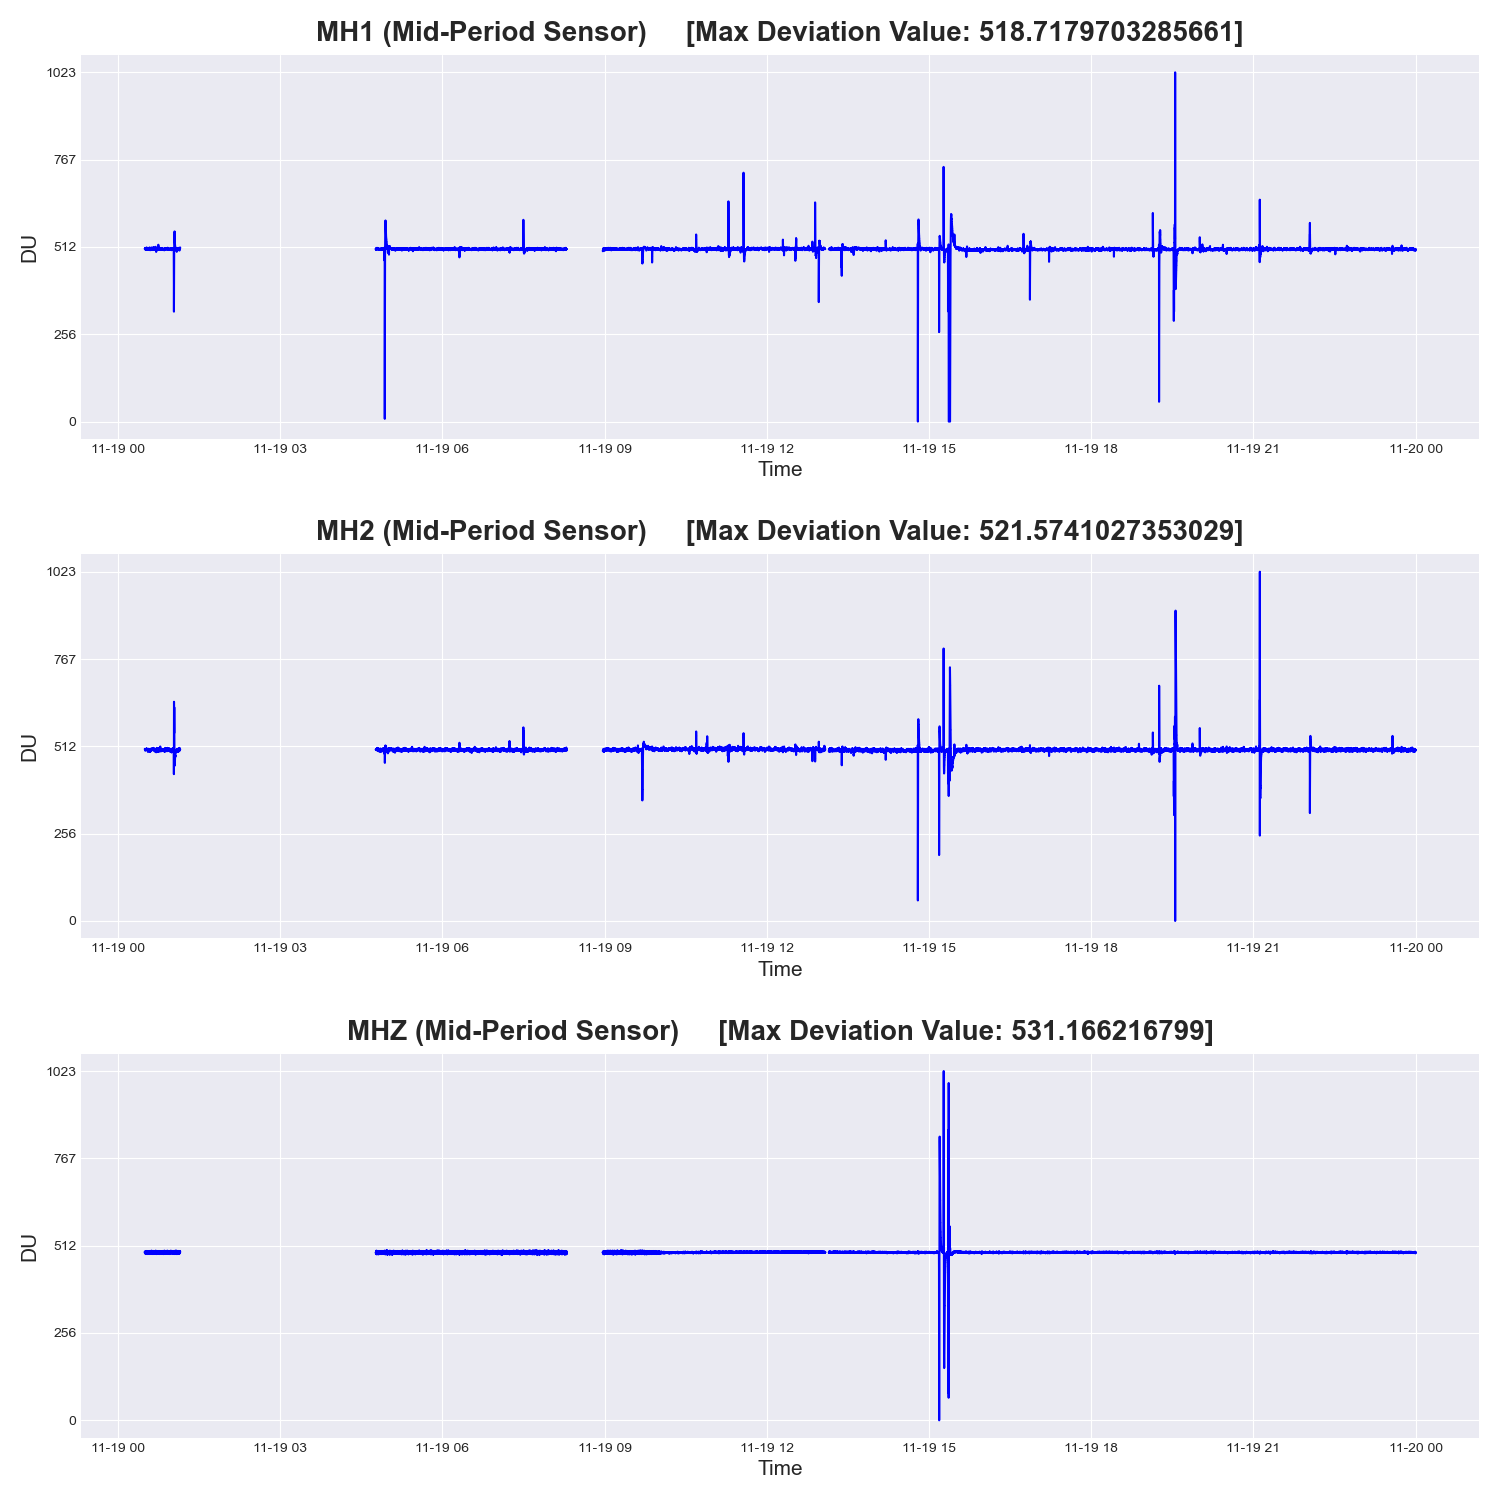 MH1 (Mid-Period Sensor) [Max Deviation Value: 518.7179703285661]
1023
767
512
256
0
DU
11-19 00 11-19 03 11-19 06 11-19 09 11-19 12 11-19 15 11-19 18 11-19 21 11-20 00
Time
MH2 (Mid-Period Sensor) [Max Deviation Value: 521.5741027353029]
1023
767
512
256
0
DU
11-19 00 11-19 03 11-19 06 11-19 09 11-19 12 11-19 15 11-19 18 11-19 21 11-20 00
Time
MHZ (Mid-Period Sensor) [Max Deviation Value: 531.166216799]
1023
767
512
256
0
DU
11-19 00 11-19 03 11-19 06 11-19 09 11-19 12 11-19 15 11-19 18 11-19 21 11-20 00
Time